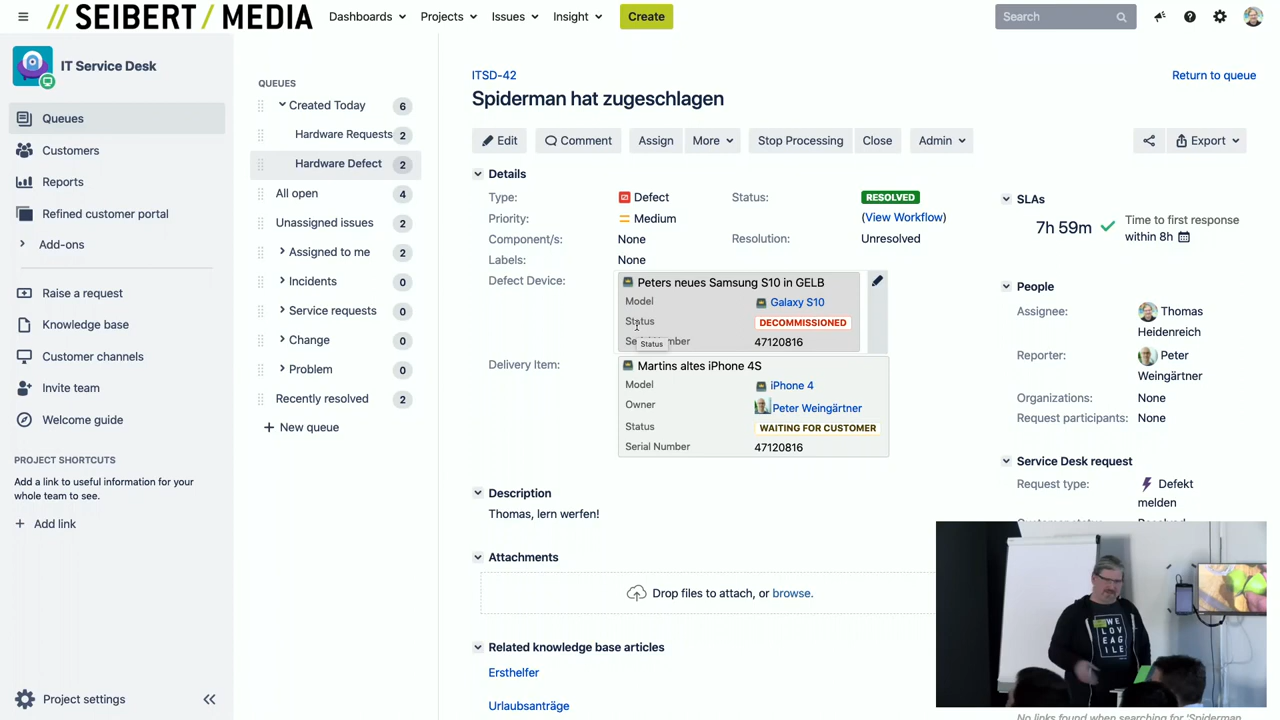 // SEIBERT / MEDIA
Dashboards
Projects
Issues
Insight
Create
Search
IT Service Desk
Queues
Customers
Reports
Refined customer portal
Add-ons
Raise a request
Knowledge base
Customer channels
Invite team
Welcome guide
PROJECT SHORTCUTS
Add a link to useful information for your
whole team to see.
+ Add link
Project settings
QUEUES
Created Today 6
Hardware Requests 2
Hardware Defect 2
All open 4
Unassigned issues 2
Assigned to me 2
Incidents 0
Service requests 0
Change 0
Problem 0
Recently resolved 2
+ New queue
ITSD-42
Return to queue
Spiderman hat zugeschlagen
Edit
Comment
Assign
More
Stop Processing
Close
Admin
Export
Details
Type: Defect
Status: RESOLVED
Priority: Medium
(View Workflow)
Component/s: None
Resolution: Unresolved
Labels: None
Defect Device:
Peters neues Samsung S10 in GELB
Model Galaxy S10
Status DECOMMISSIONED
Status
47120816
Delivery Item:
Martins altes iPhone 4S
Model iPhone 4
Owner Peter Weingärtner
Status WAITING FOR CUSTOMER
Serial Number 47120816
Description
Thomas, lern werfen!
Attachments
Drop files to attach, or browse.
Related knowledge base articles
Ersthelfer
Urlaubsanträge
SLAs
7h 59m
Time to first response
within 8h
People
Assignee: Thomas
Heidenreich
Reporter: Peter
Weingärtner
Organizations: None
Request participants: None
Service Desk request
Request type: Defekt
melden
WE
LOVE
AGILE